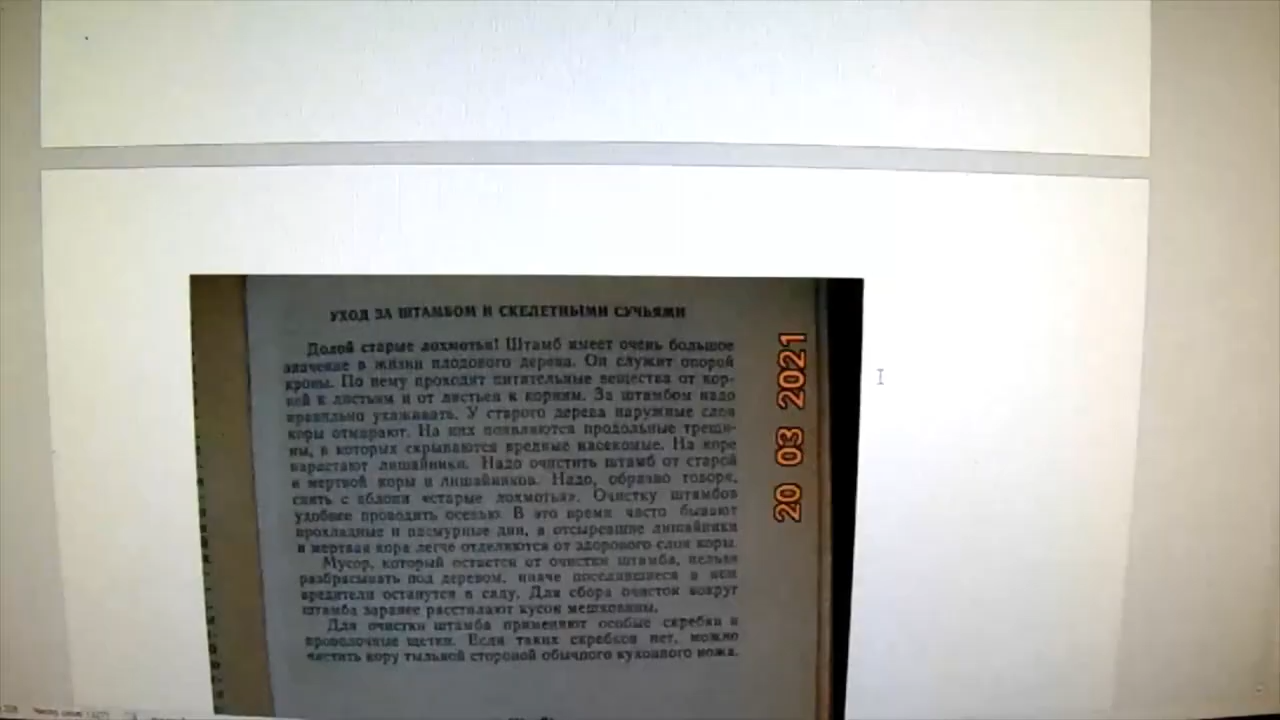 УХОД ЗА ШТАМБОМ И СКЕЛЕТНЫМИ СУЧЬЯМИ
Долой старые лохмотья! Штамб имеет очень большое
значение в жизни плодового дерева. Он служит опорой
кроны. По нему проходят питательные вещества от кор-
ней к листьям и от листьев к корням. За штамбом надо
правильно ухаживать. У старого дерева наружные слои
коры отмирают. На них появляются продольные трещи-
ны, в которых скрываются вредные насекомые. На коре
нарастают лишайники. Надо очистить штамб от старой
и мертвой коры и лишайников. Надо, образно говоря,
снять с яблони «старые лохмотья». Очистку штамбов
удобнее проводить осенью. В это время часто бывают
прохладные и пасмурные дни, а отсыревшие лишайники
и мертвая кора легче отделяются от здорового слоя коры.
Мусор, который остается от очистки штамба, нельзя
разбрасывать под деревом, иначе поселившиеся в нем
вредители останутся в саду. Для сбора очисток вокруг
штамба заранее расстилают кусок мешковины.
Для очистки штамба применяют особые скребки и
проволочные щетки. Если таких скребков нет, можно
чистить кору тыльной стороной обычного кухонного ножа.
20 03 2021